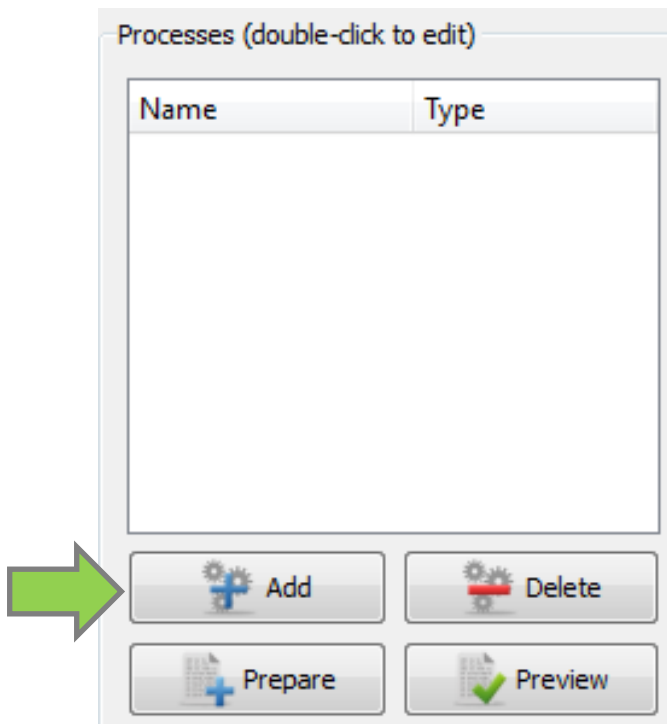 Processes (double-click to edit)
Name Type
Add Delete
Prepare Preview